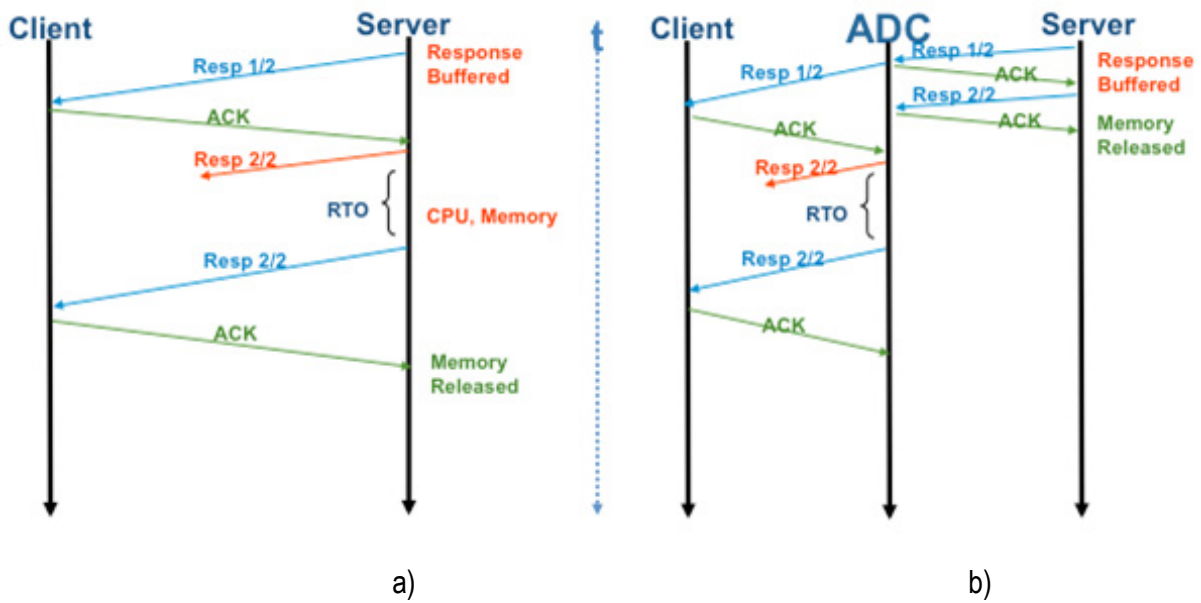 Client
Server
Resp 1/2
Response
Buffered
ACK
Resp 2/2
RTO
CPU, Memory
Resp 2/2
ACK
Memory
Released
t
Client
ADC
Server
Resp 1/2
Resp 1/2
Response
Buffered
ACK
Resp 2/2
ACK
ACK
Memory
Released
Resp 2/2
RTO
Resp 2/2
ACK
a)
b)